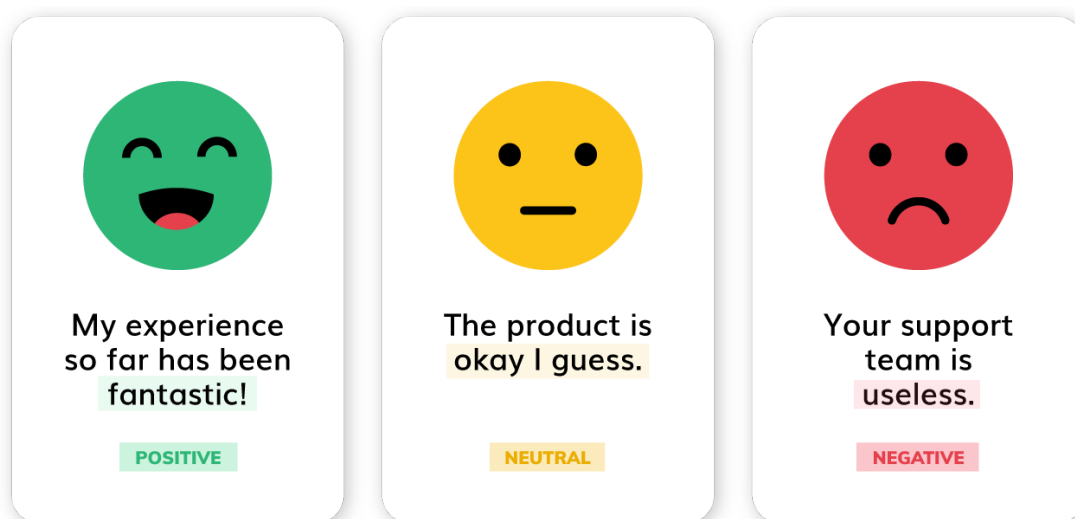 My experience
so far has been
fantastic!
POSITIVE
The product is
okay I guess.
NEUTRAL
Your support
team is
useless.
NEGATIVE